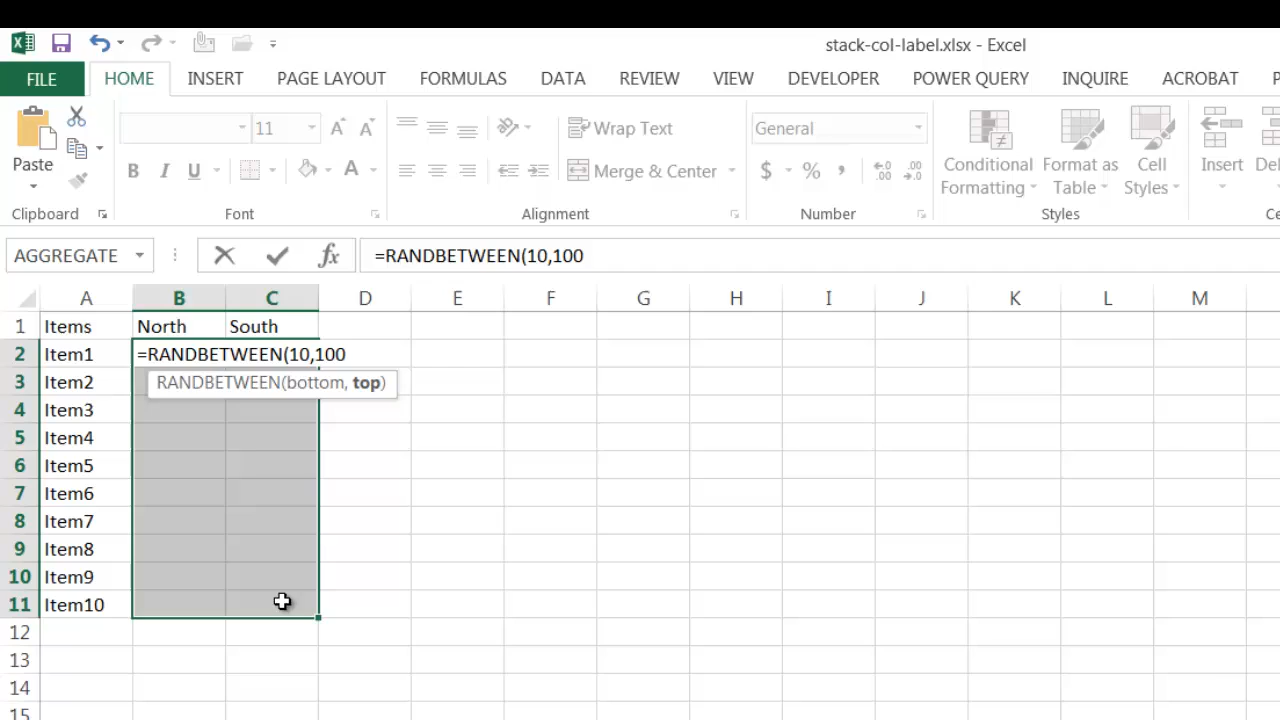 stack-col-label.xlsx - Excel
FILE HOME INSERT PAGE LAYOUT FORMULAS DATA REVIEW VIEW DEVELOPER POWER QUERY INQUIRE ACROBAT P
11 Wrap Text General
Paste B I U A Merge & Center $ % , Conditional Formatting Format as Table Cell Styles Insert Del
Clipboard Font Alignment Number Styles Ce
AGGREGATE fx =RANDBETWEEN(10,100
A B C D E F G H I J K L M
1 Items North South
2 Item1 =RANDBETWEEN(10,100
3 Item2 RANDBETWEEN(bottom, top)
4 Item3
5 Item4
6 Item5
7 Item6
8 Item7
9 Item8
10 Item9
11 Item10
12
13
14
15